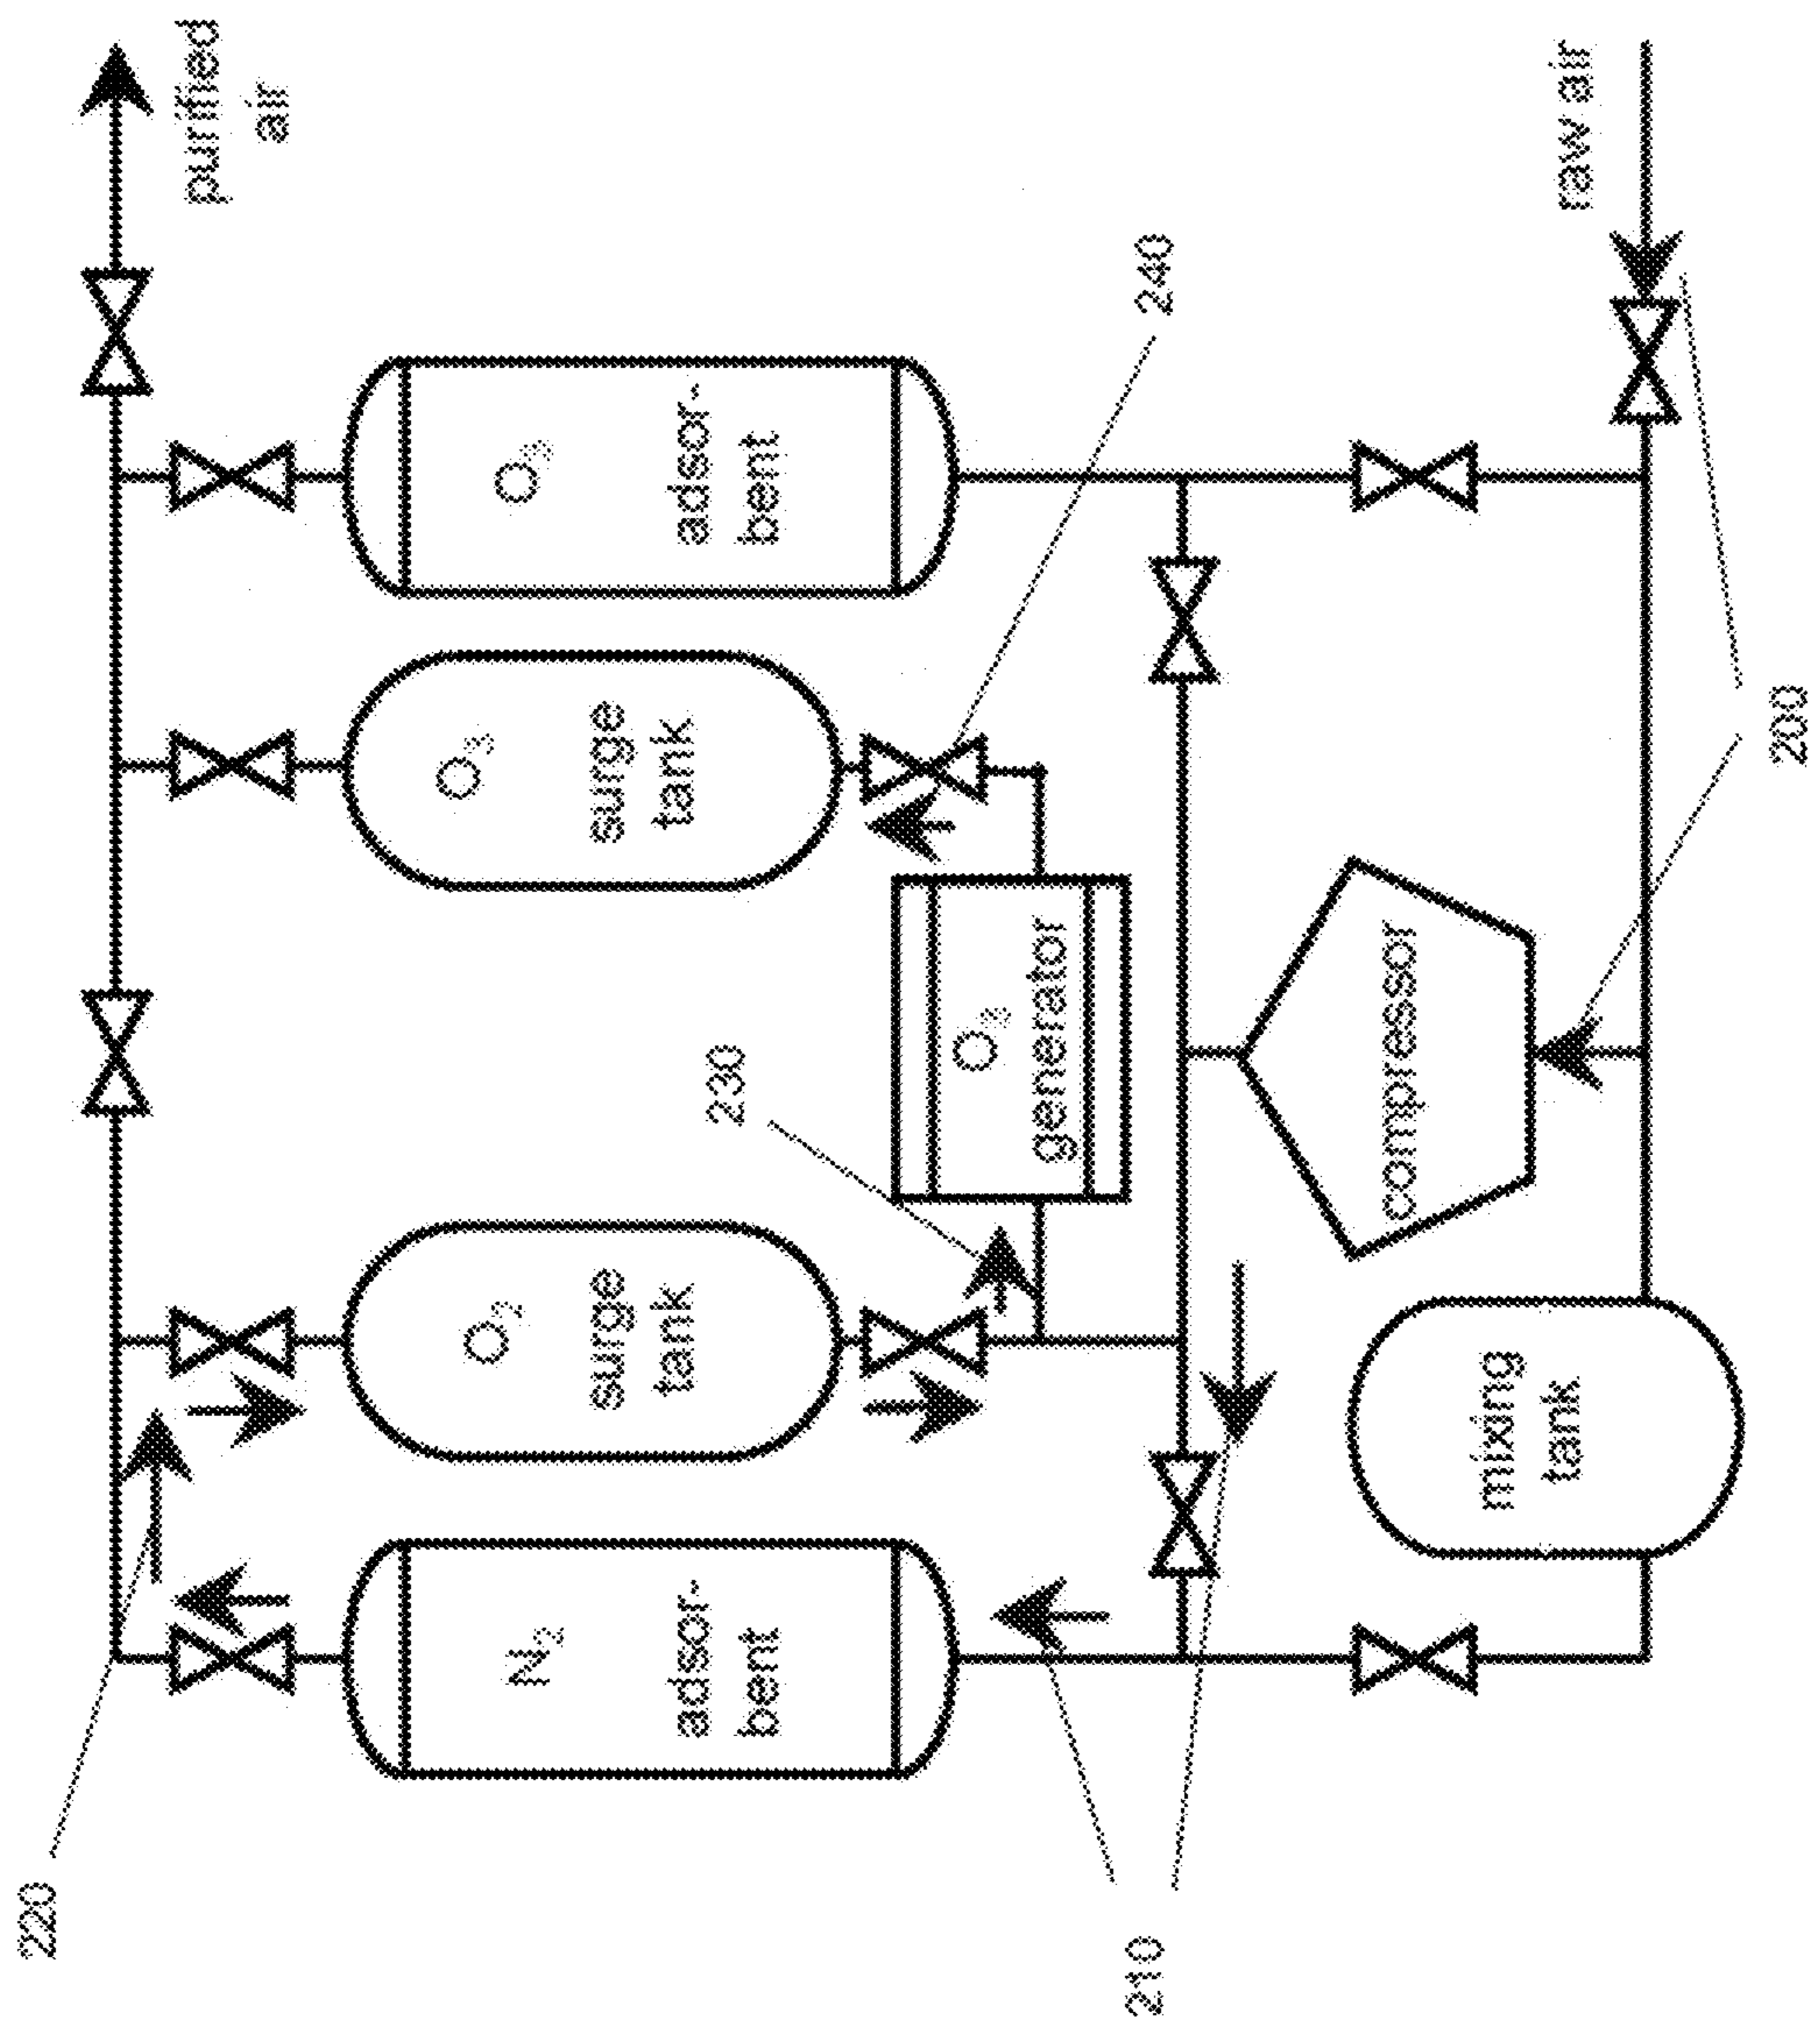 220
purified
air
N₂
adsor-
bent
O₂
surge
tank
O₃
surge
tank
O₃
adsor-
bent
230
O₃
generator
240
210
compressor
mixing
tank
raw air
200